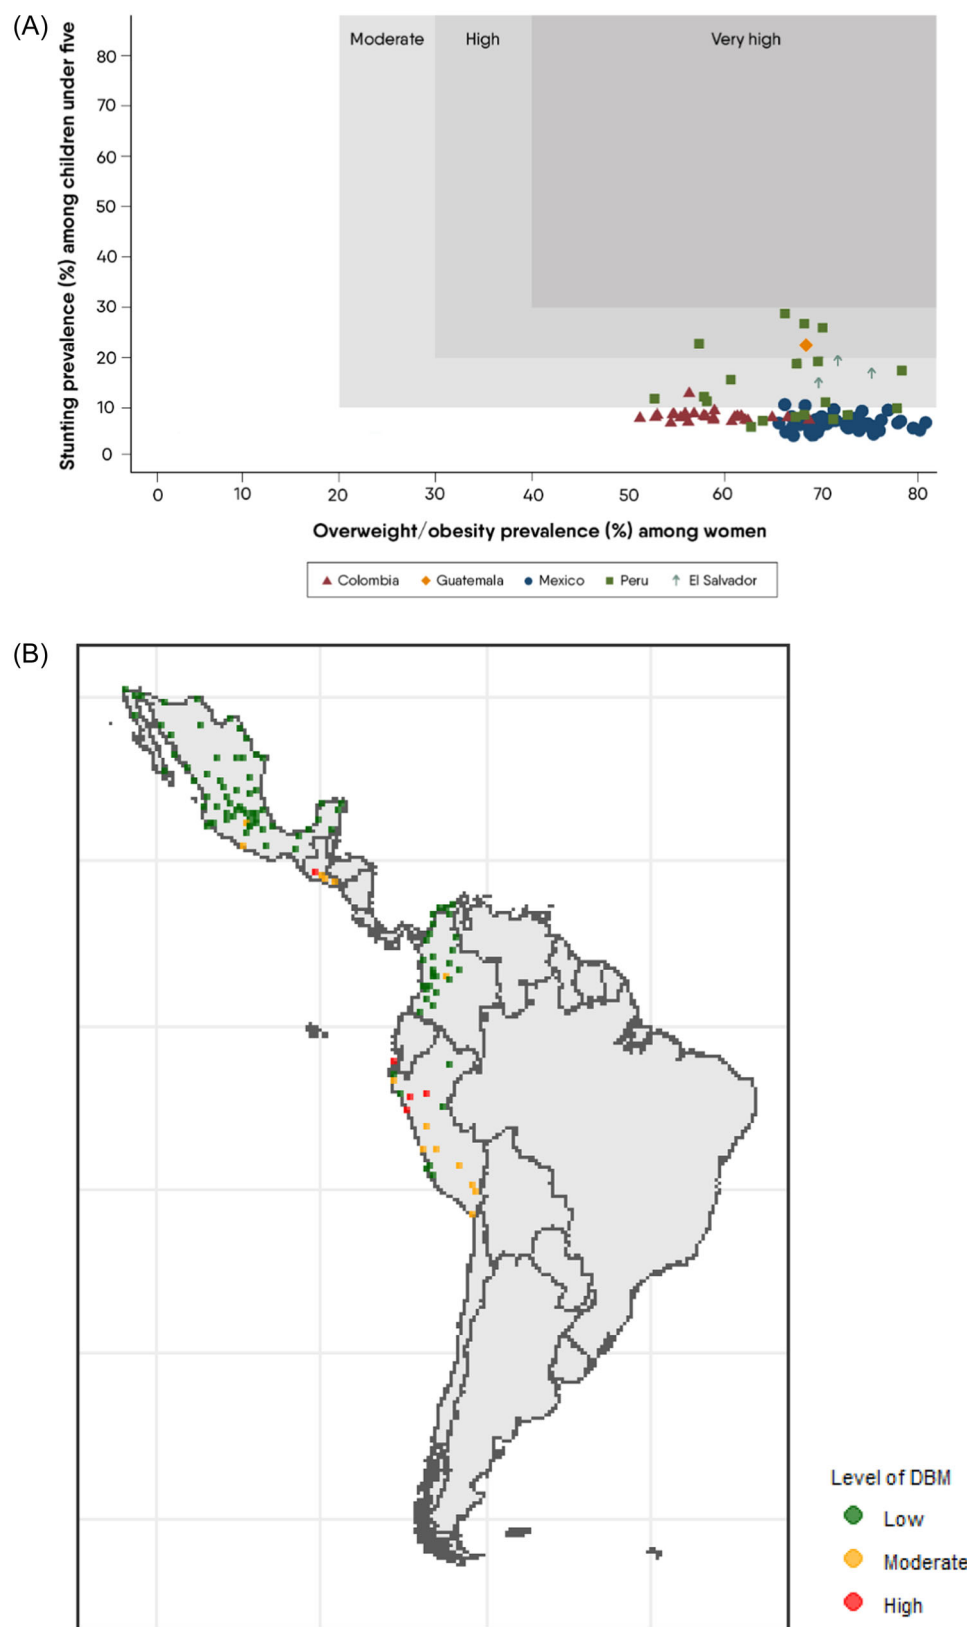 (A)
Stunting prevalence (%) among children under five
Moderate High Very high
80
70
60
50
40
30
20
10
0
0 10 20 30 40 50 60 70 80
Overweight/obesity prevalence (%) among women
Colombia Guatemala Mexico Peru El Salvador
(B)
Level of DBM
Low
Moderate
High